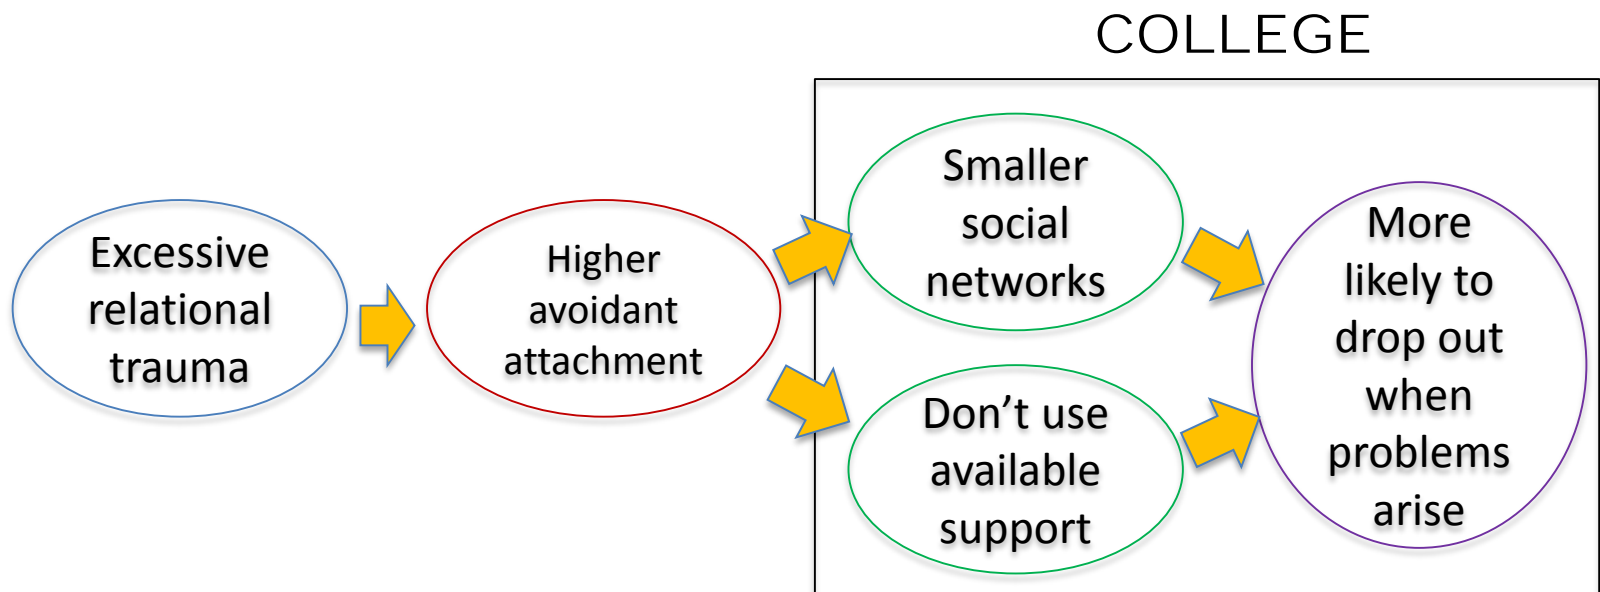 COLLEGE
Excessive
relational
trauma
Higher
avoidant
attachment
Smaller
social
networks
Don’t use
available
support
More
likely to
drop out
when
problems
arise